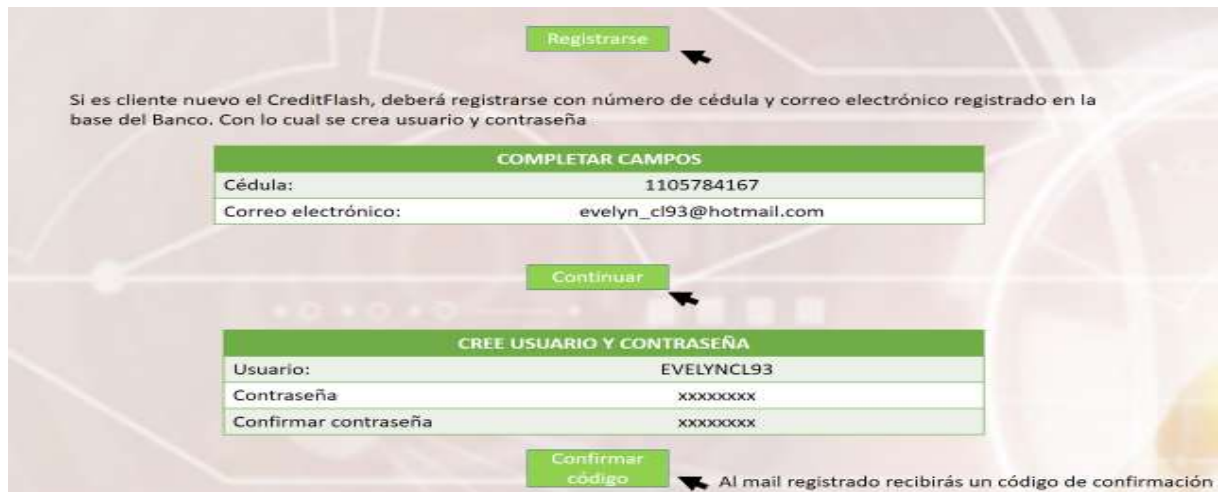 Registrarse
Si es cliente nuevo el CreditFlash, deberá registrarse con número de cédula y correo electrónico registrado en la
base del Banco. Con lo cual se crea usuario y contraseña
COMPLETAR CAMPOS
Cédula: 1105784167
Correo electrónico: evelyn_cl93@hotmail.com
Continuar
CREE USUARIO Y CONTRASEÑA
Usuario: EVELYNCL93
Contraseña xxxxxxxx
Confirmar contraseña xxxxxxxx
Confirmar
código
Al mail registrado recibirás un código de confirmación